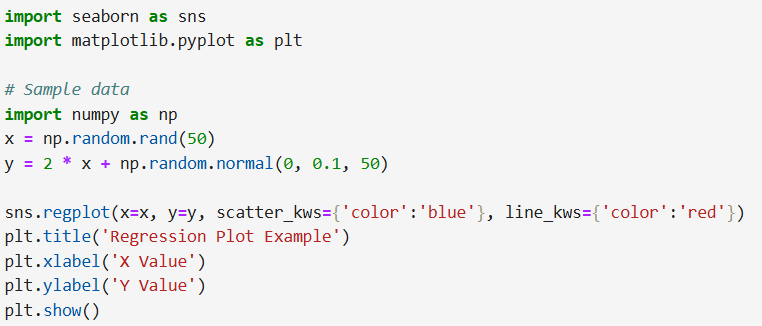 import seaborn as sns
import matplotlib.pyplot as plt
# Sample data
import numpy as np
x = np.random.rand(50)
y = 2 * x + np.random.normal(0, 0.1, 50)
sns.regplot(x=x, y=y, scatter_kws={'color':'blue'}, line_kws={'color':'red'})
plt.title('Regression Plot Example')
plt.xlabel('X Value')
plt.ylabel('Y Value')
plt.show()